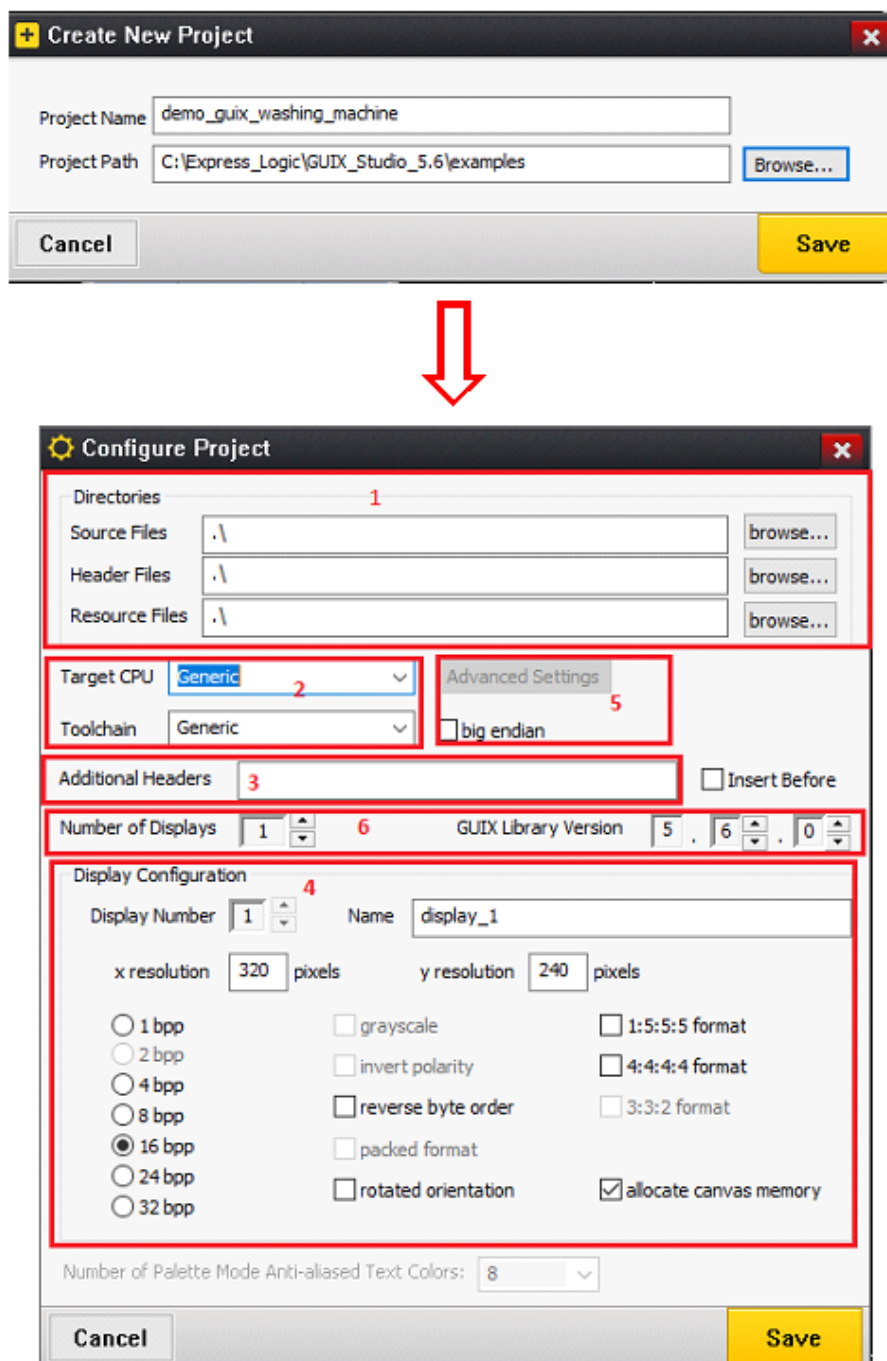 Create New Project
Project Name demo_guix_washing_machine
Project Path C:\Express_Logic\GUIX_Studio_5.6\examples Browse...
Cancel Save
Configure Project
Directories 1
Source Files .\ browse...
Header Files .\ browse...
Resource Files .\ browse...
Target CPU Generic 2 Advanced Settings 5
Toolchain Generic big endian
Additional Headers 3 Insert Before
Number of Displays 1 6 GUIX Library Version 5 . 6 . 0
Display Configuration 4
Display Number 1 Name display_1
x resolution 320 pixels y resolution 240 pixels
1 bpp grayscale 1:5:5:5 format
2 bpp
4 bpp invert polarity 4:4:4:4 format
8 bpp reverse byte order 3:3:2 format
16 bpp packed format
24 bpp rotated orientation allocate canvas memory
32 bpp
Number of Palette Mode Anti-aliased Text Colors: 8
Cancel Save